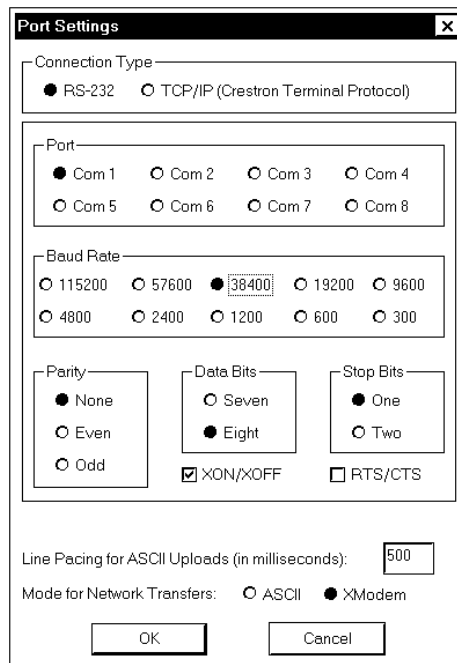 Port Settings
Connection Type
RS-232 TCP/IP (Crestron Terminal Protocol)
Port
Com 1 Com 2 Com 3 Com 4
Com 5 Com 6 Com 7 Com 8
Baud Rate
115200 57600 38400 19200 9600
4800 2400 1200 600 300
Parity
None
Even
Odd
Data Bits
Seven
Eight
Stop Bits
One
Two
XON/XOFF RTS/CTS
Line Pacing for ASCII Uploads (in milliseconds): 500
Mode for Network Transfers: ASCII XModem
OK Cancel